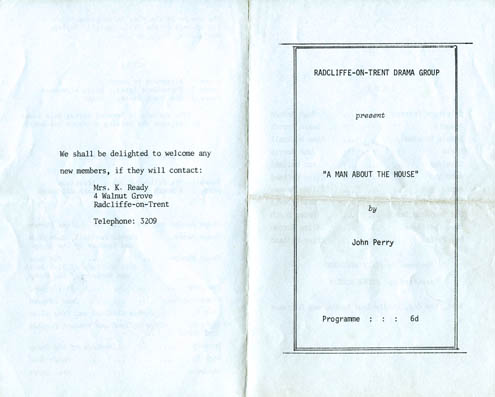 We shall be delighted to welcome any
new members, if they will contact:
Mrs. K. Ready
4 Walnut Grove
Radcliffe-on-Trent
Telephone: 3209
RADCLIFFE-ON-TRENT DRAMA GROUP
present
"A MAN ABOUT THE HOUSE"
by
John Perry
Programme : : : 6d